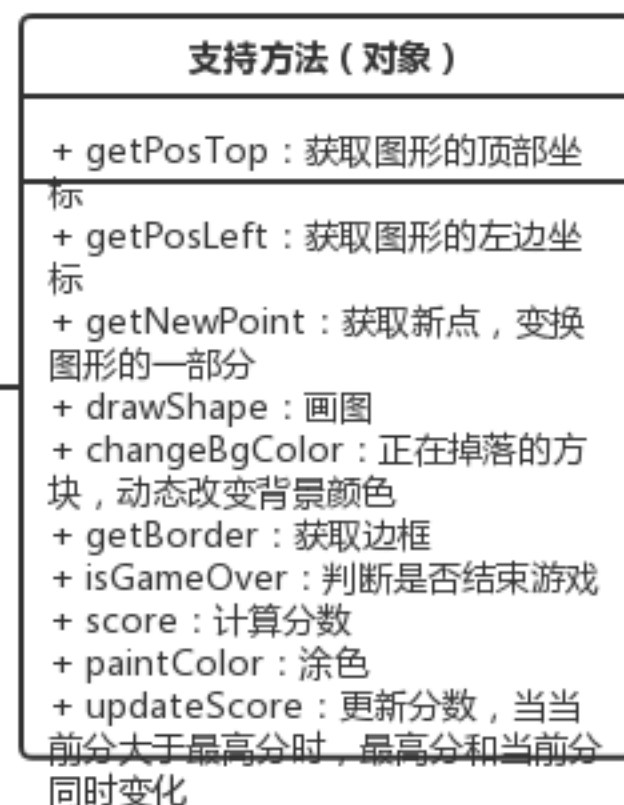 支持方法（对象）
+ getPosTop：获取图形的顶部坐
标
+ getPosLeft：获取图形的左边坐
标
+ getNewPoint：获取新点，变换
图形的一部分
+ drawShape：画图
+ changeBgColor：正在掉落的方
块，动态改变背景颜色
+ getBorder：获取边框
+ isGameOver：判断是否结束游戏
+ score：计算分数
+ paintColor：涂色
+ updateScore：更新分数，当当
前分大于最高分时，最高分和当前分
同时变化